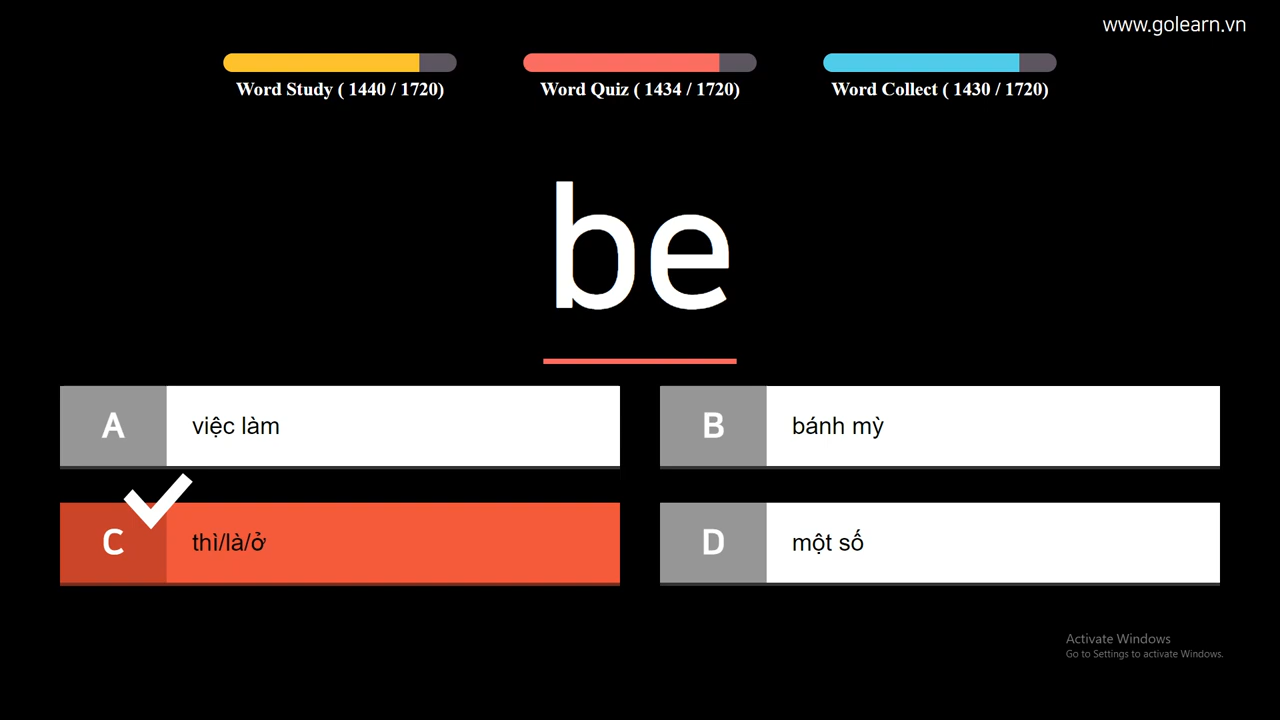 www.golearn.vn
Word Study ( 1440 / 1720)
Word Quiz ( 1434 / 1720)
Word Collect ( 1430 / 1720)
be
A việc làm
B bánh mỳ
C thì/là/ở
D một số
Activate Windows
Go to Settings to activate Windows.